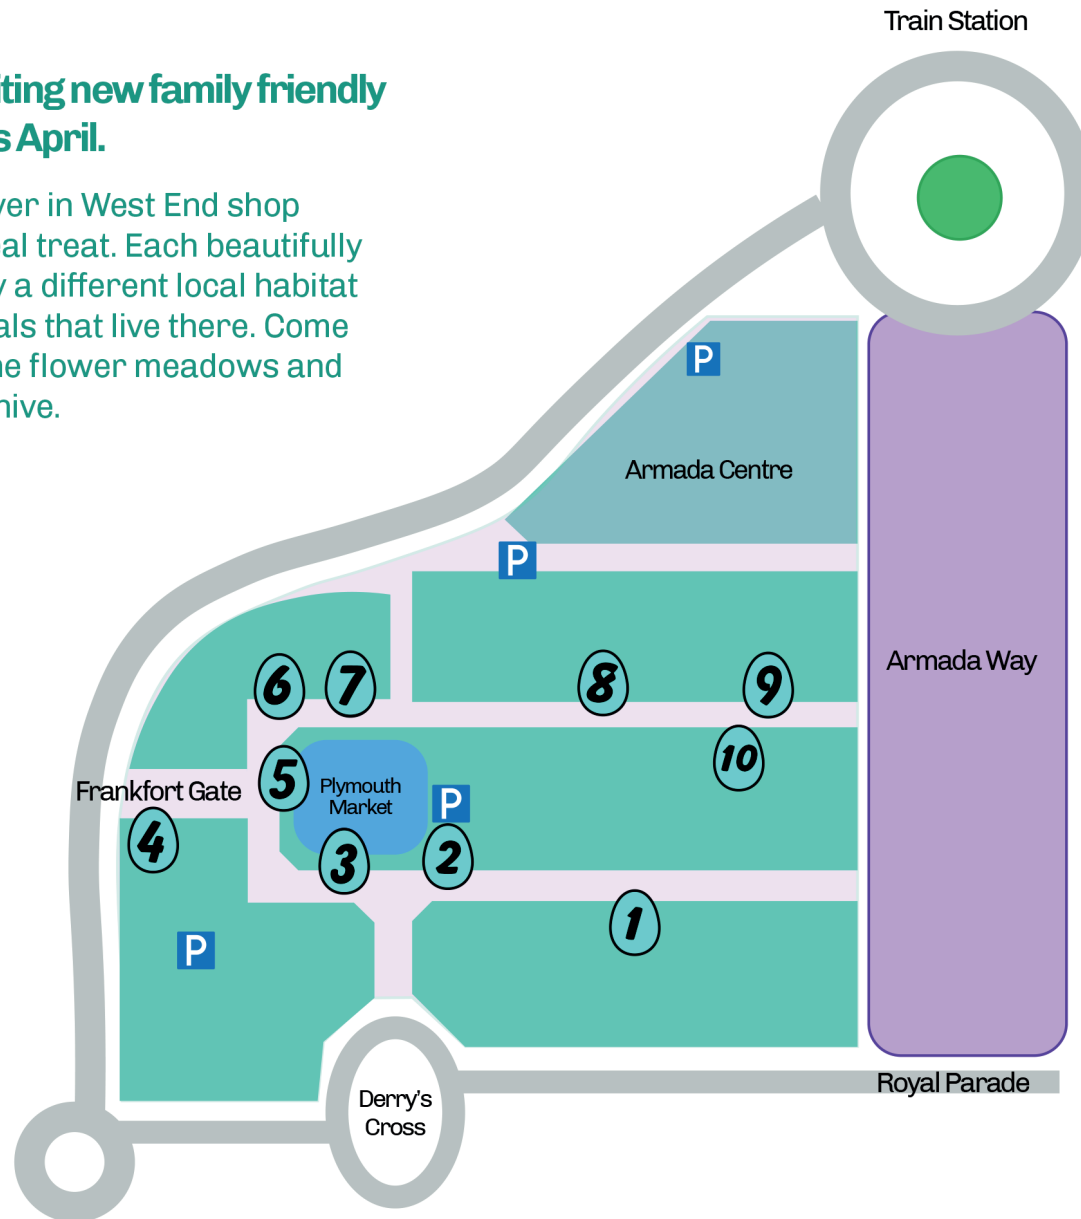 Train Station
iting new family friendly
s April.
ver in West End shop
al treat. Each beautifully
y a different local habitat
als that live there. Come
ne flower meadows and
hive.
P
Armada Centre
P
Armada Way
6 7 8 9
10
5
Plymouth
Market
P
Frankfort Gate
4
3
2
1
P
Royal Parade
Derry's
Cross